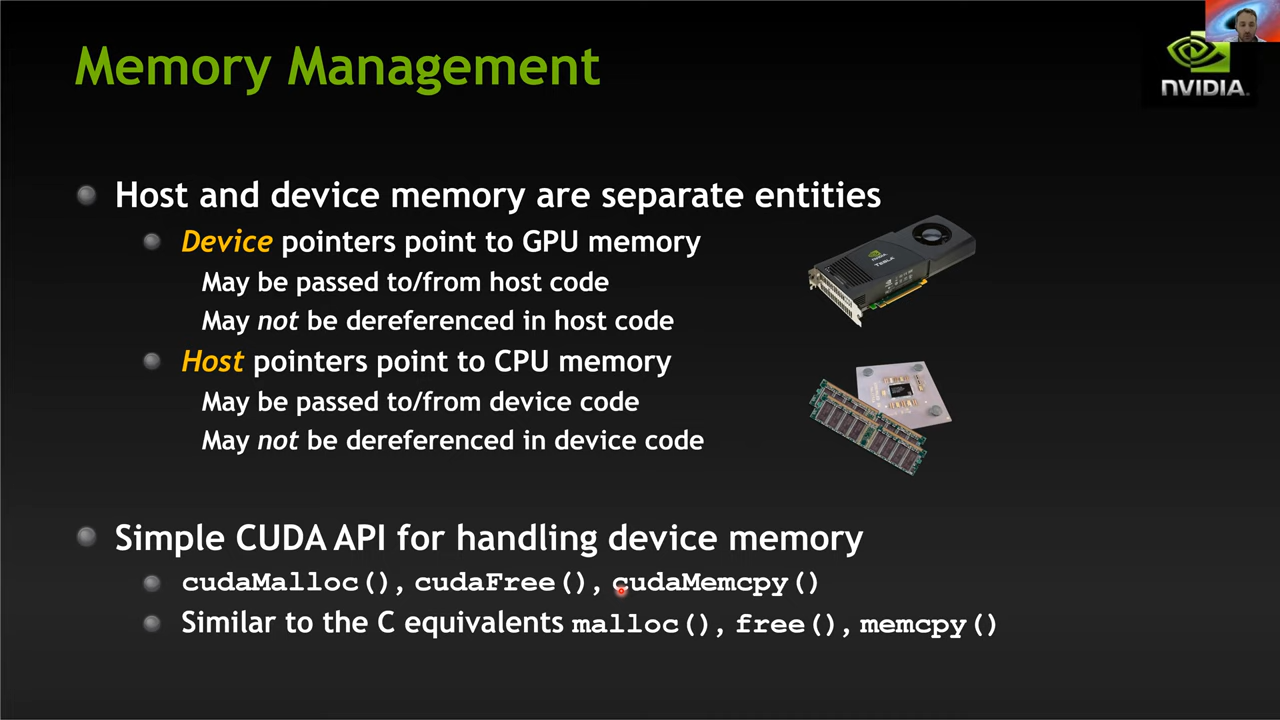 Memory Management
NVIDIA
Host and device memory are separate entities
Device pointers point to GPU memory
May be passed to/from host code
May not be dereferenced in host code
Host pointers point to CPU memory
May be passed to/from device code
May not be dereferenced in device code
Simple CUDA API for handling device memory
cudaMalloc(), cudaFree(), cudaMemcpy()
Similar to the C equivalents malloc(), free(), memcpy()
TESLA